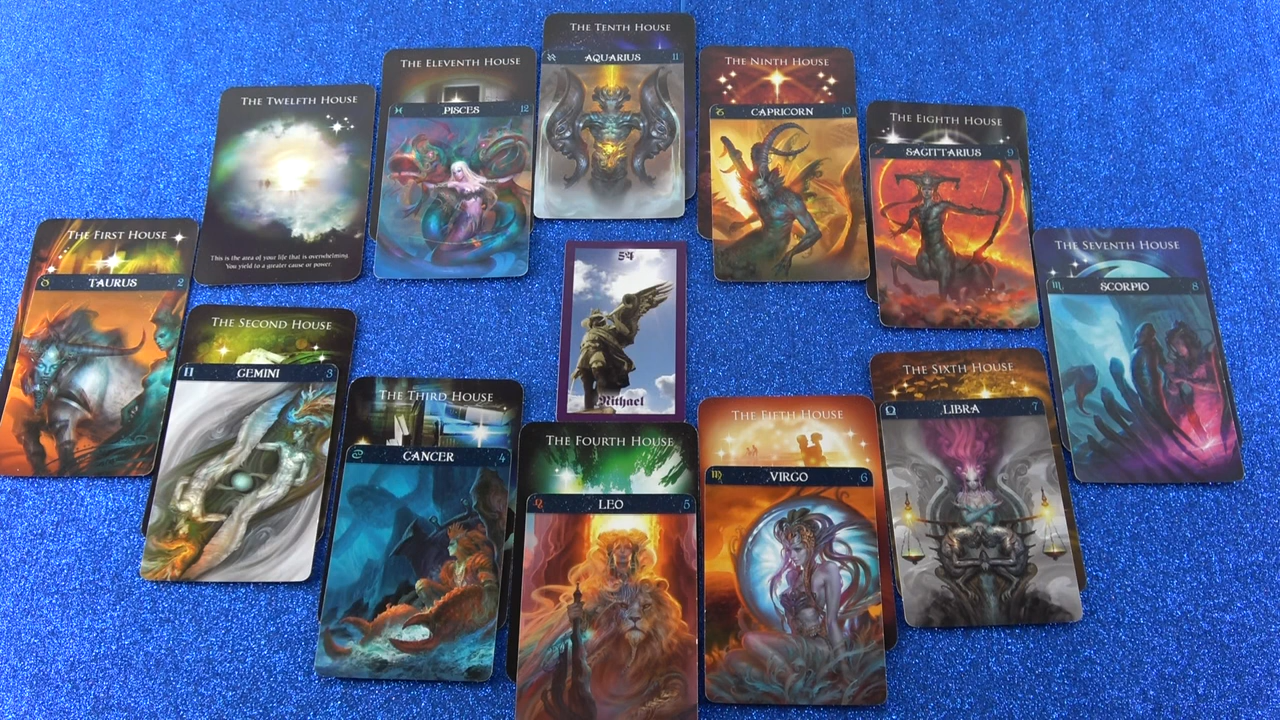 THE TENTH HOUSE
AQUARIUS 11
THE ELEVENTH HOUSE
♓ PISCES 12
THE NINTH HOUSE
♑ CAPRICORN 10
THE TWELFTH HOUSE
This is the area of your life that is overwhelming.
You yield to a greater cause or power.
THE EIGHTH HOUSE
SAGITTARIUS 9
THE FIRST HOUSE
♉ TAURUS 2
THE SEVENTH HOUSE
♏ SCORPIO 8
54
Mithael
THE SECOND HOUSE
♊ GEMINI 3
THE THIRD HOUSE
♋ CANCER 4
THE FOURTH HOUSE
♌ LEO 5
THE FIFTH HOUSE
♍ VIRGO 6
THE SIXTH HOUSE
♎ LIBRA 7